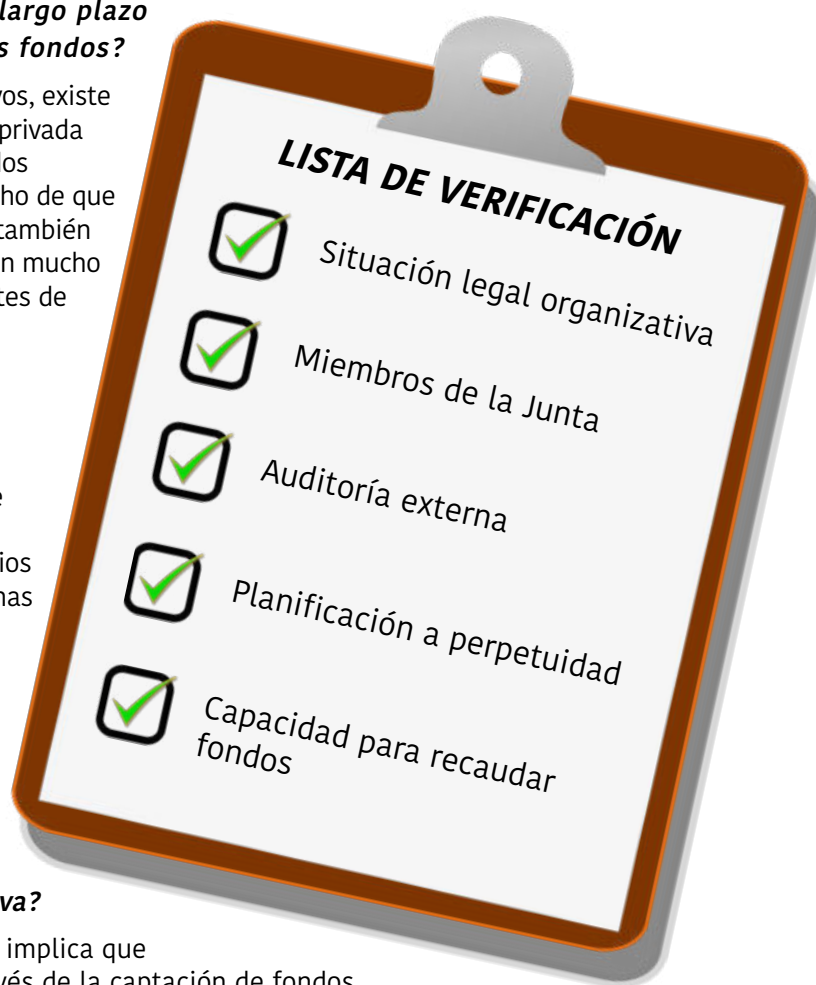 largo plazo
s fondos?
vos, existe
privada
dos
ho de que
también
n mucho
tes de
e
ios
nas
va?
implica que
vés de la captación de fondos
LISTA DE VERIFICACIÓN
Situación legal organizativa
Miembros de la Junta
Auditoría externa
Planificación a perpetuidad
Capacidad para recaudar
fondos